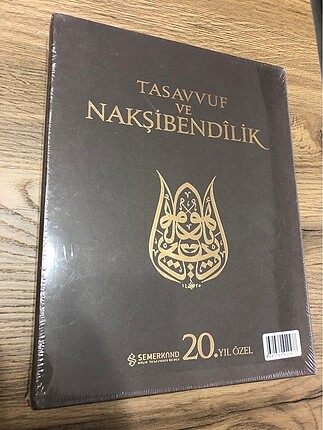 TASAVVUF
VE
NAKŞİBENDÎLİK
SEMERKAND
20. YIL ÖZEL